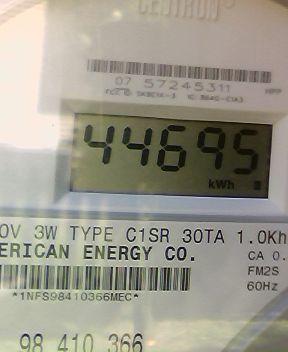 CENTRON
07 57245311
44695
kWh
0V 3W TYPE C1SR 30TA 1.0Kh
ERICAN ENERGY CO.
CA 0.
FM2S
60Hz
*1NFS98410366MEC*
98 410 366